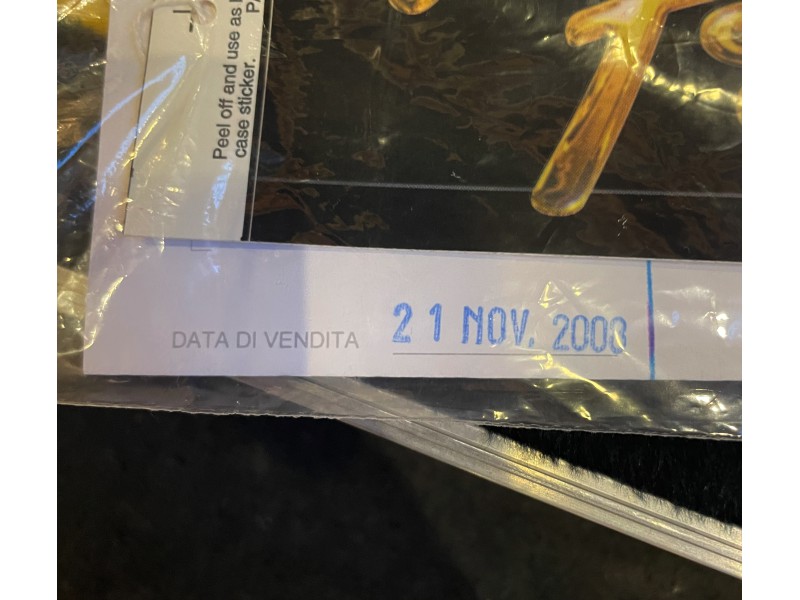 Peel off and use as
case sticker.
DATA DI VENDITA
21 NOV. 2000